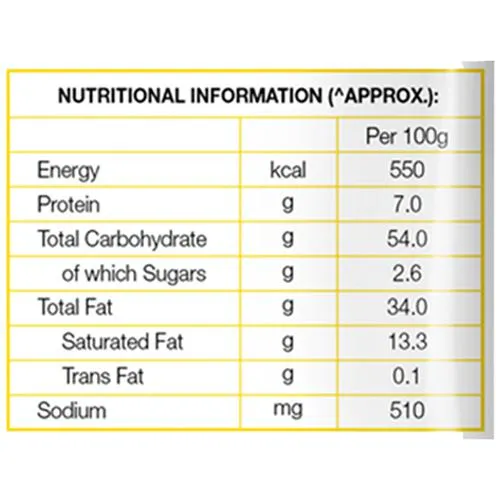 NUTRITIONAL INFORMATION (^APPROX.):
Per 100g
Energy kcal 550
Protein g 7.0
Total Carbohydrate g 54.0
of which Sugars g 2.6
Total Fat g 34.0
Saturated Fat g 13.3
Trans Fat g 0.1
Sodium mg 510